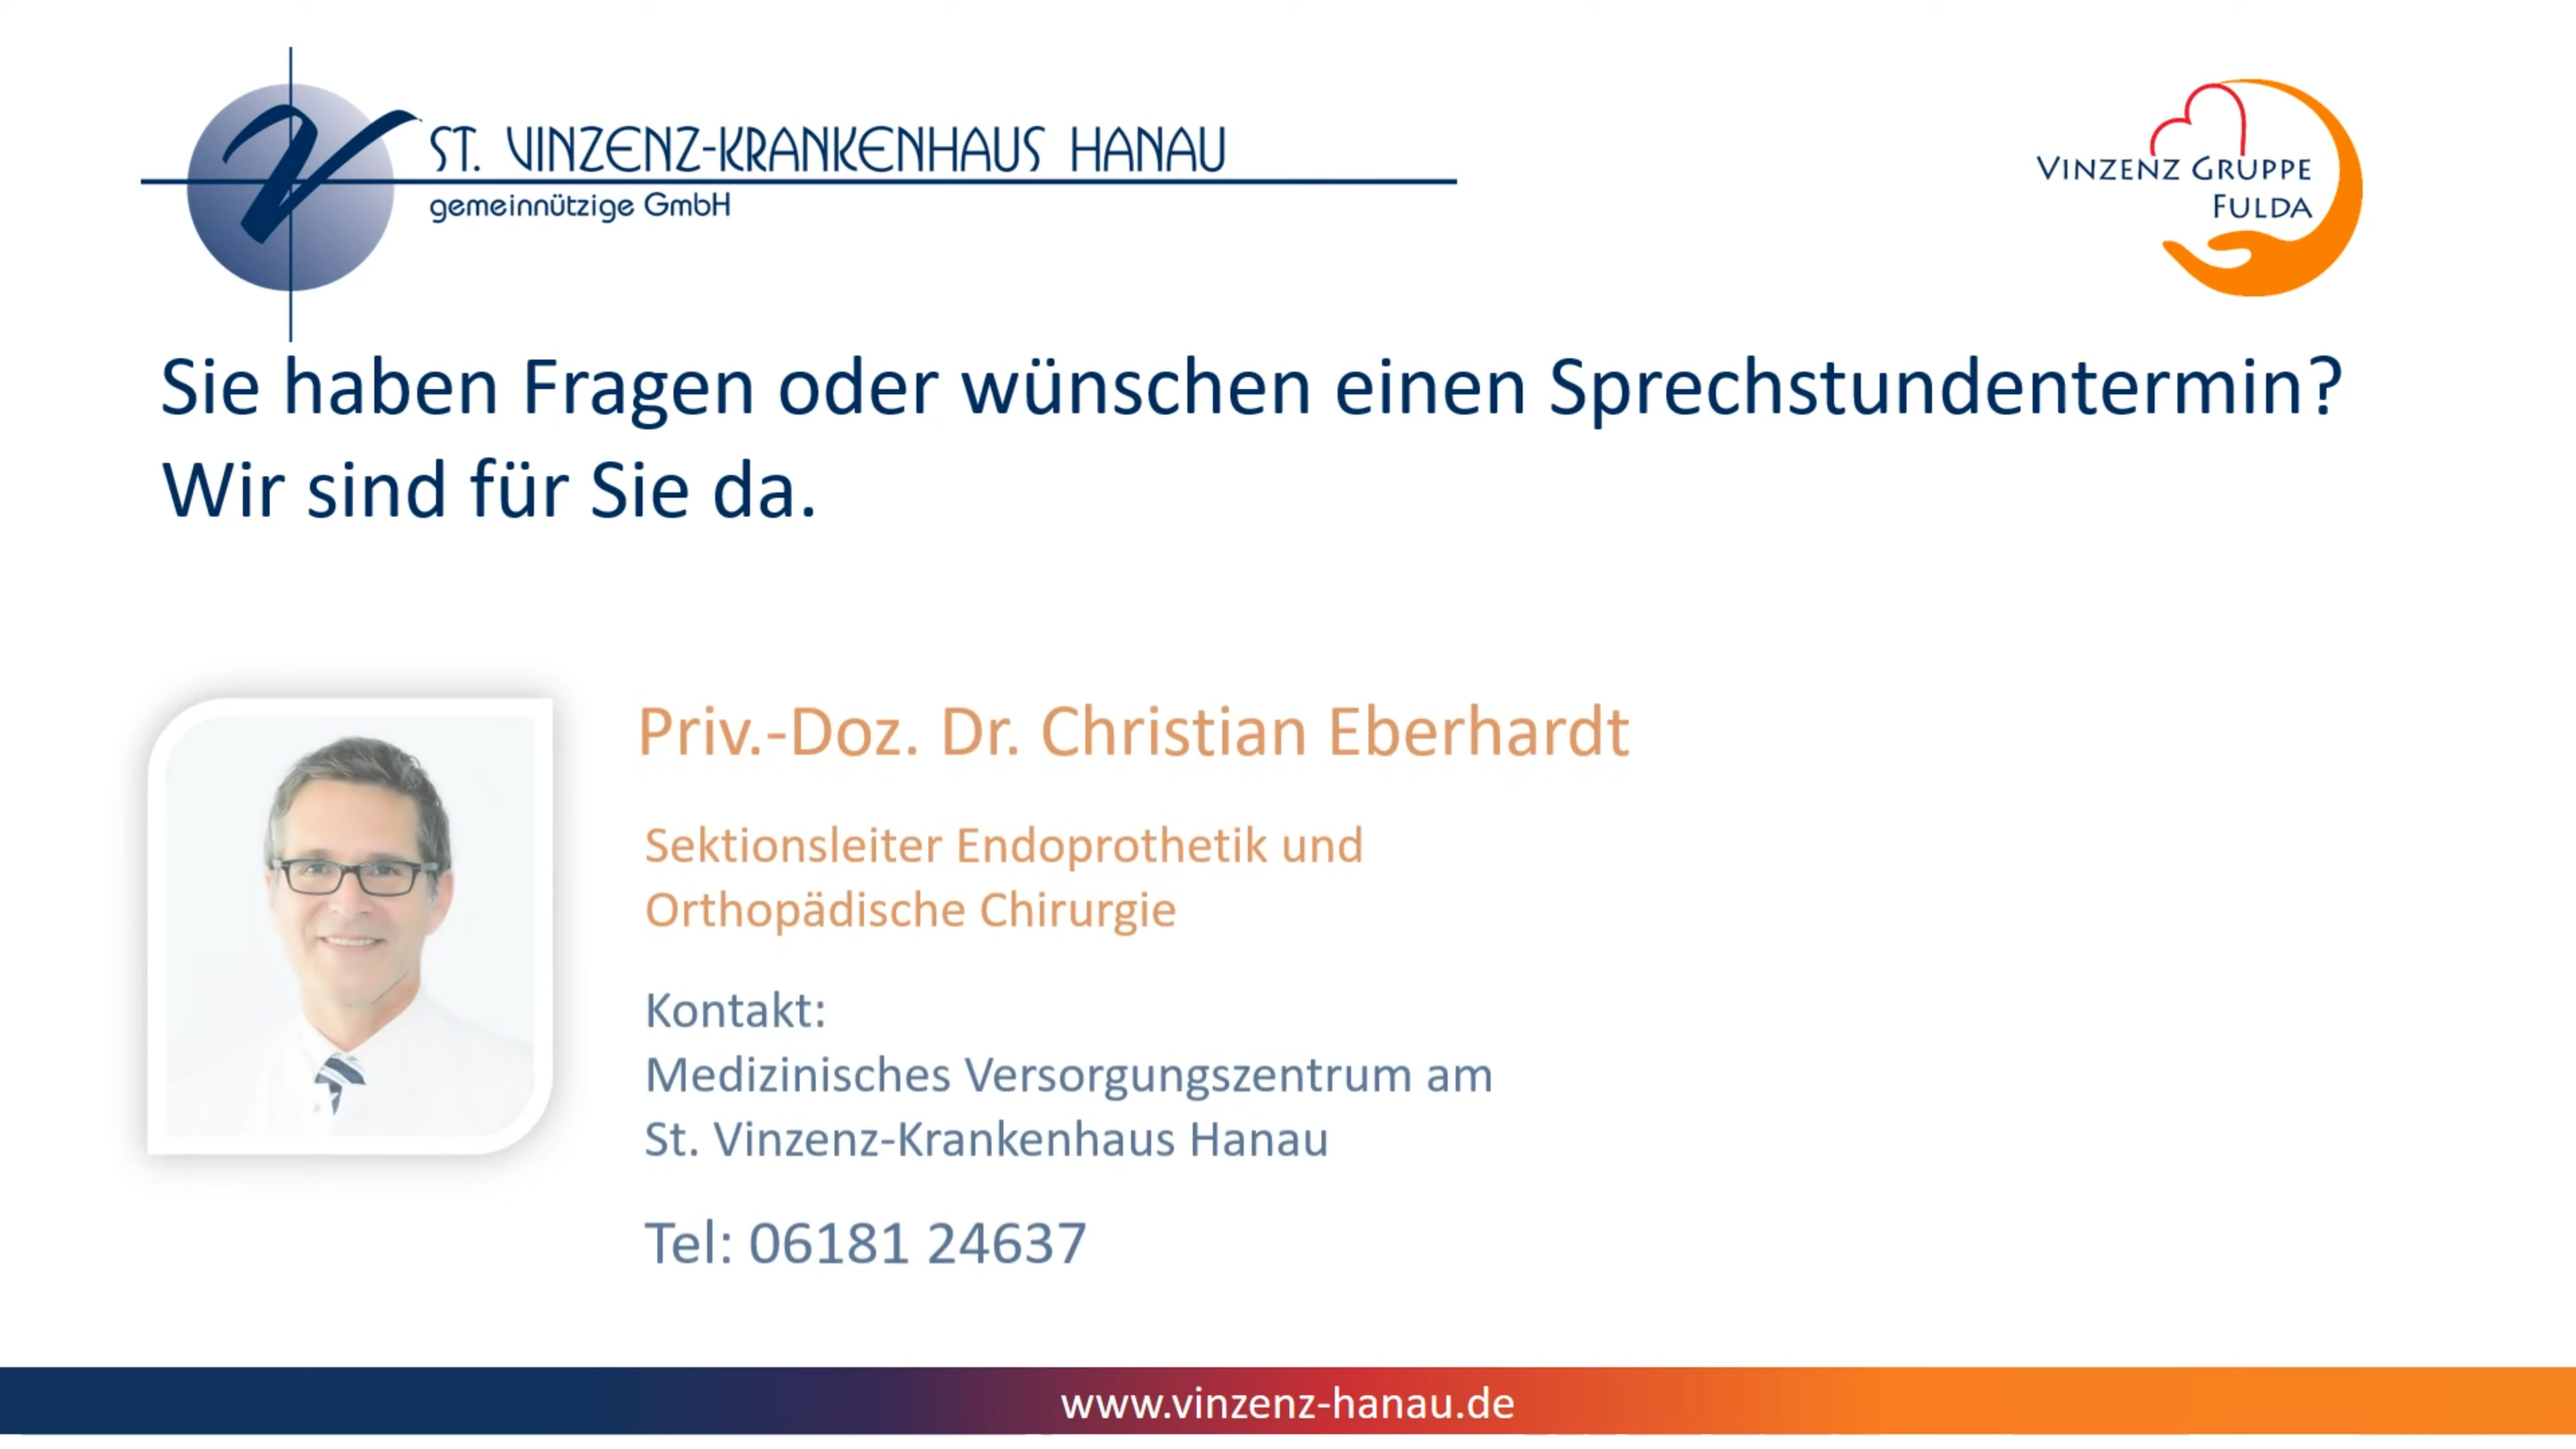 ST. VINZENZ-KRANKENHAUS HANAU
gemeinnützige GmbH
VINZENZ GRUPPE
FULDA
Sie haben Fragen oder wünschen einen Sprechstundentermin?
Wir sind für Sie da.
Priv.-Doz. Dr. Christian Eberhardt
Sektionsleiter Endoprothetik und
Orthopädische Chirurgie
Kontakt:
Medizinisches Versorgungszentrum am
St. Vinzenz-Krankenhaus Hanau
Tel: 06181 24637
www.vinzenz-hanau.de